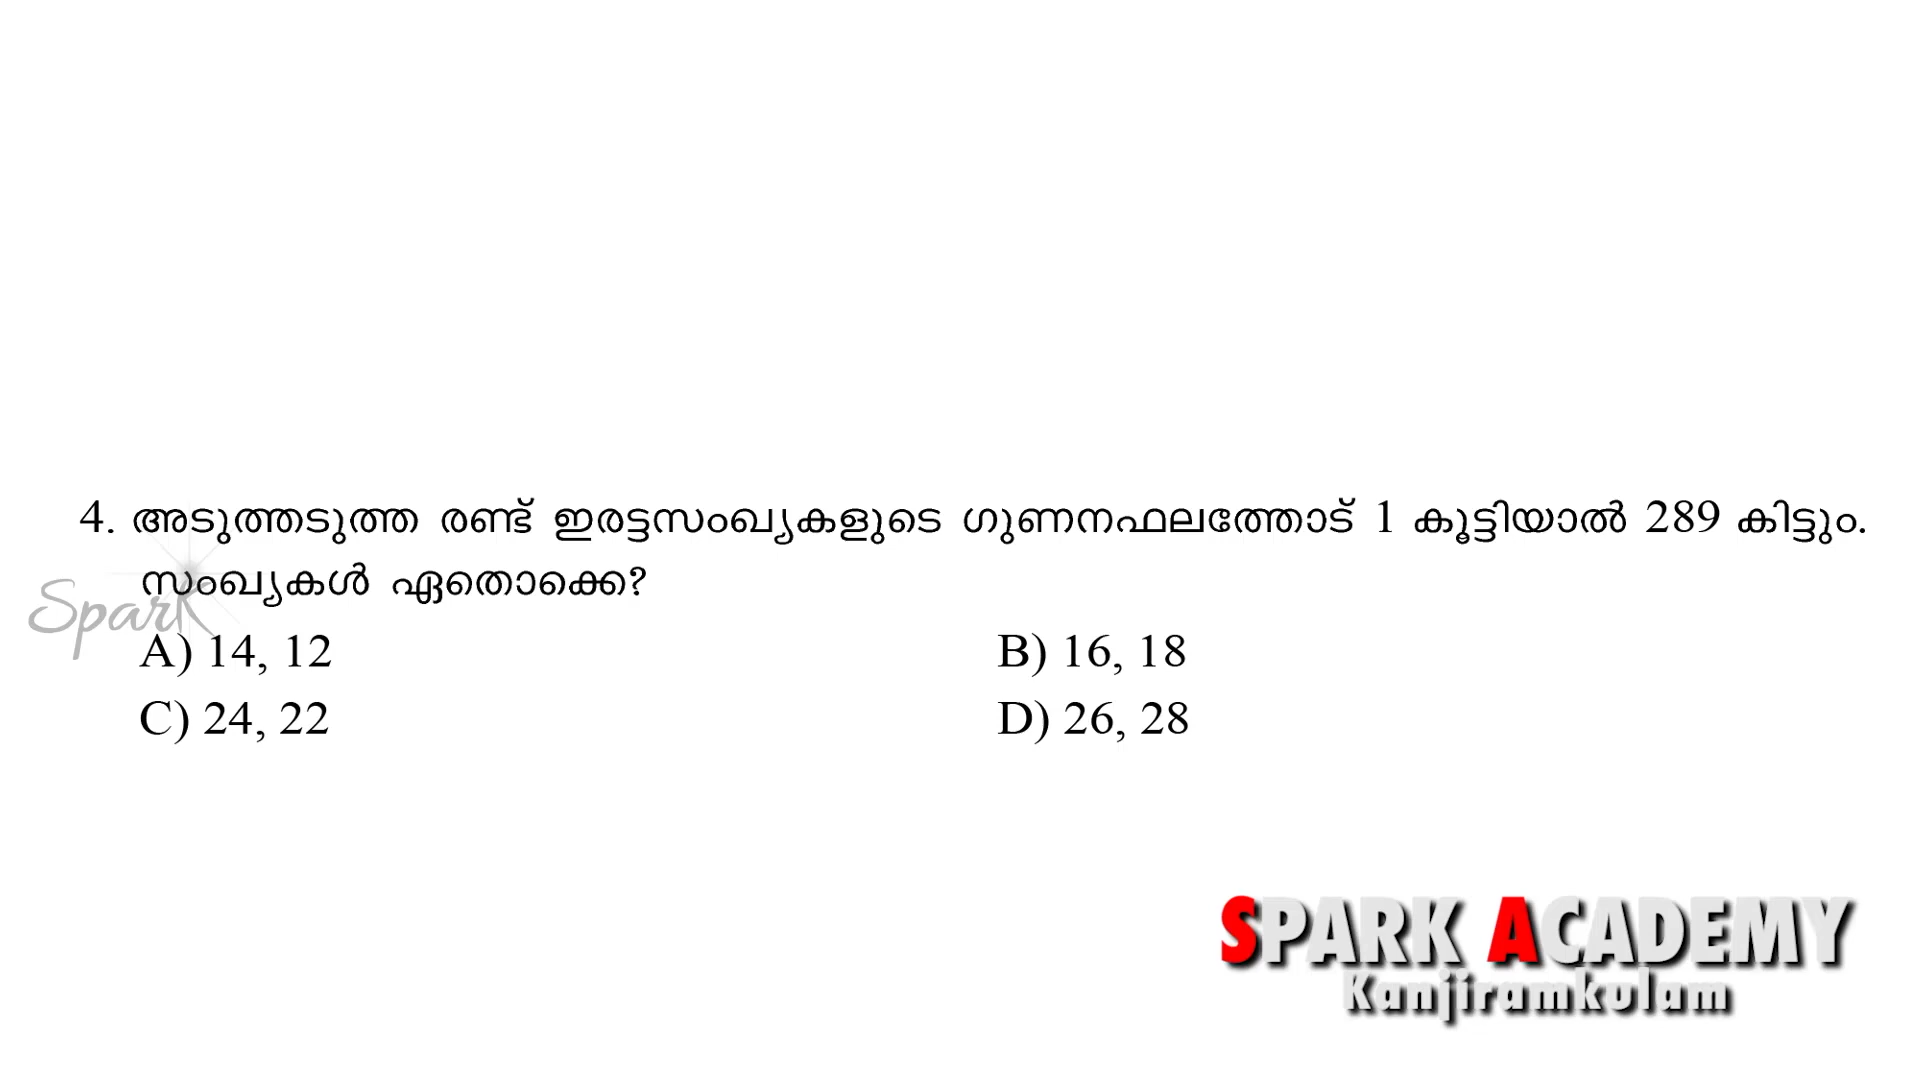 4. അടുത്തടുത്ത രണ്ട് ഇരട്ടസംഖ്യകളുടെ ഗുണനഫലത്തോട് 1 കൂട്ടിയാൽ 289 കിട്ടും.
സംഖ്യകൾ ഏതൊക്കെ?
Spark
A) 14, 12 B) 16, 18
C) 24, 22 D) 26, 28
SPARK ACADEMY
Kanjiramkulam